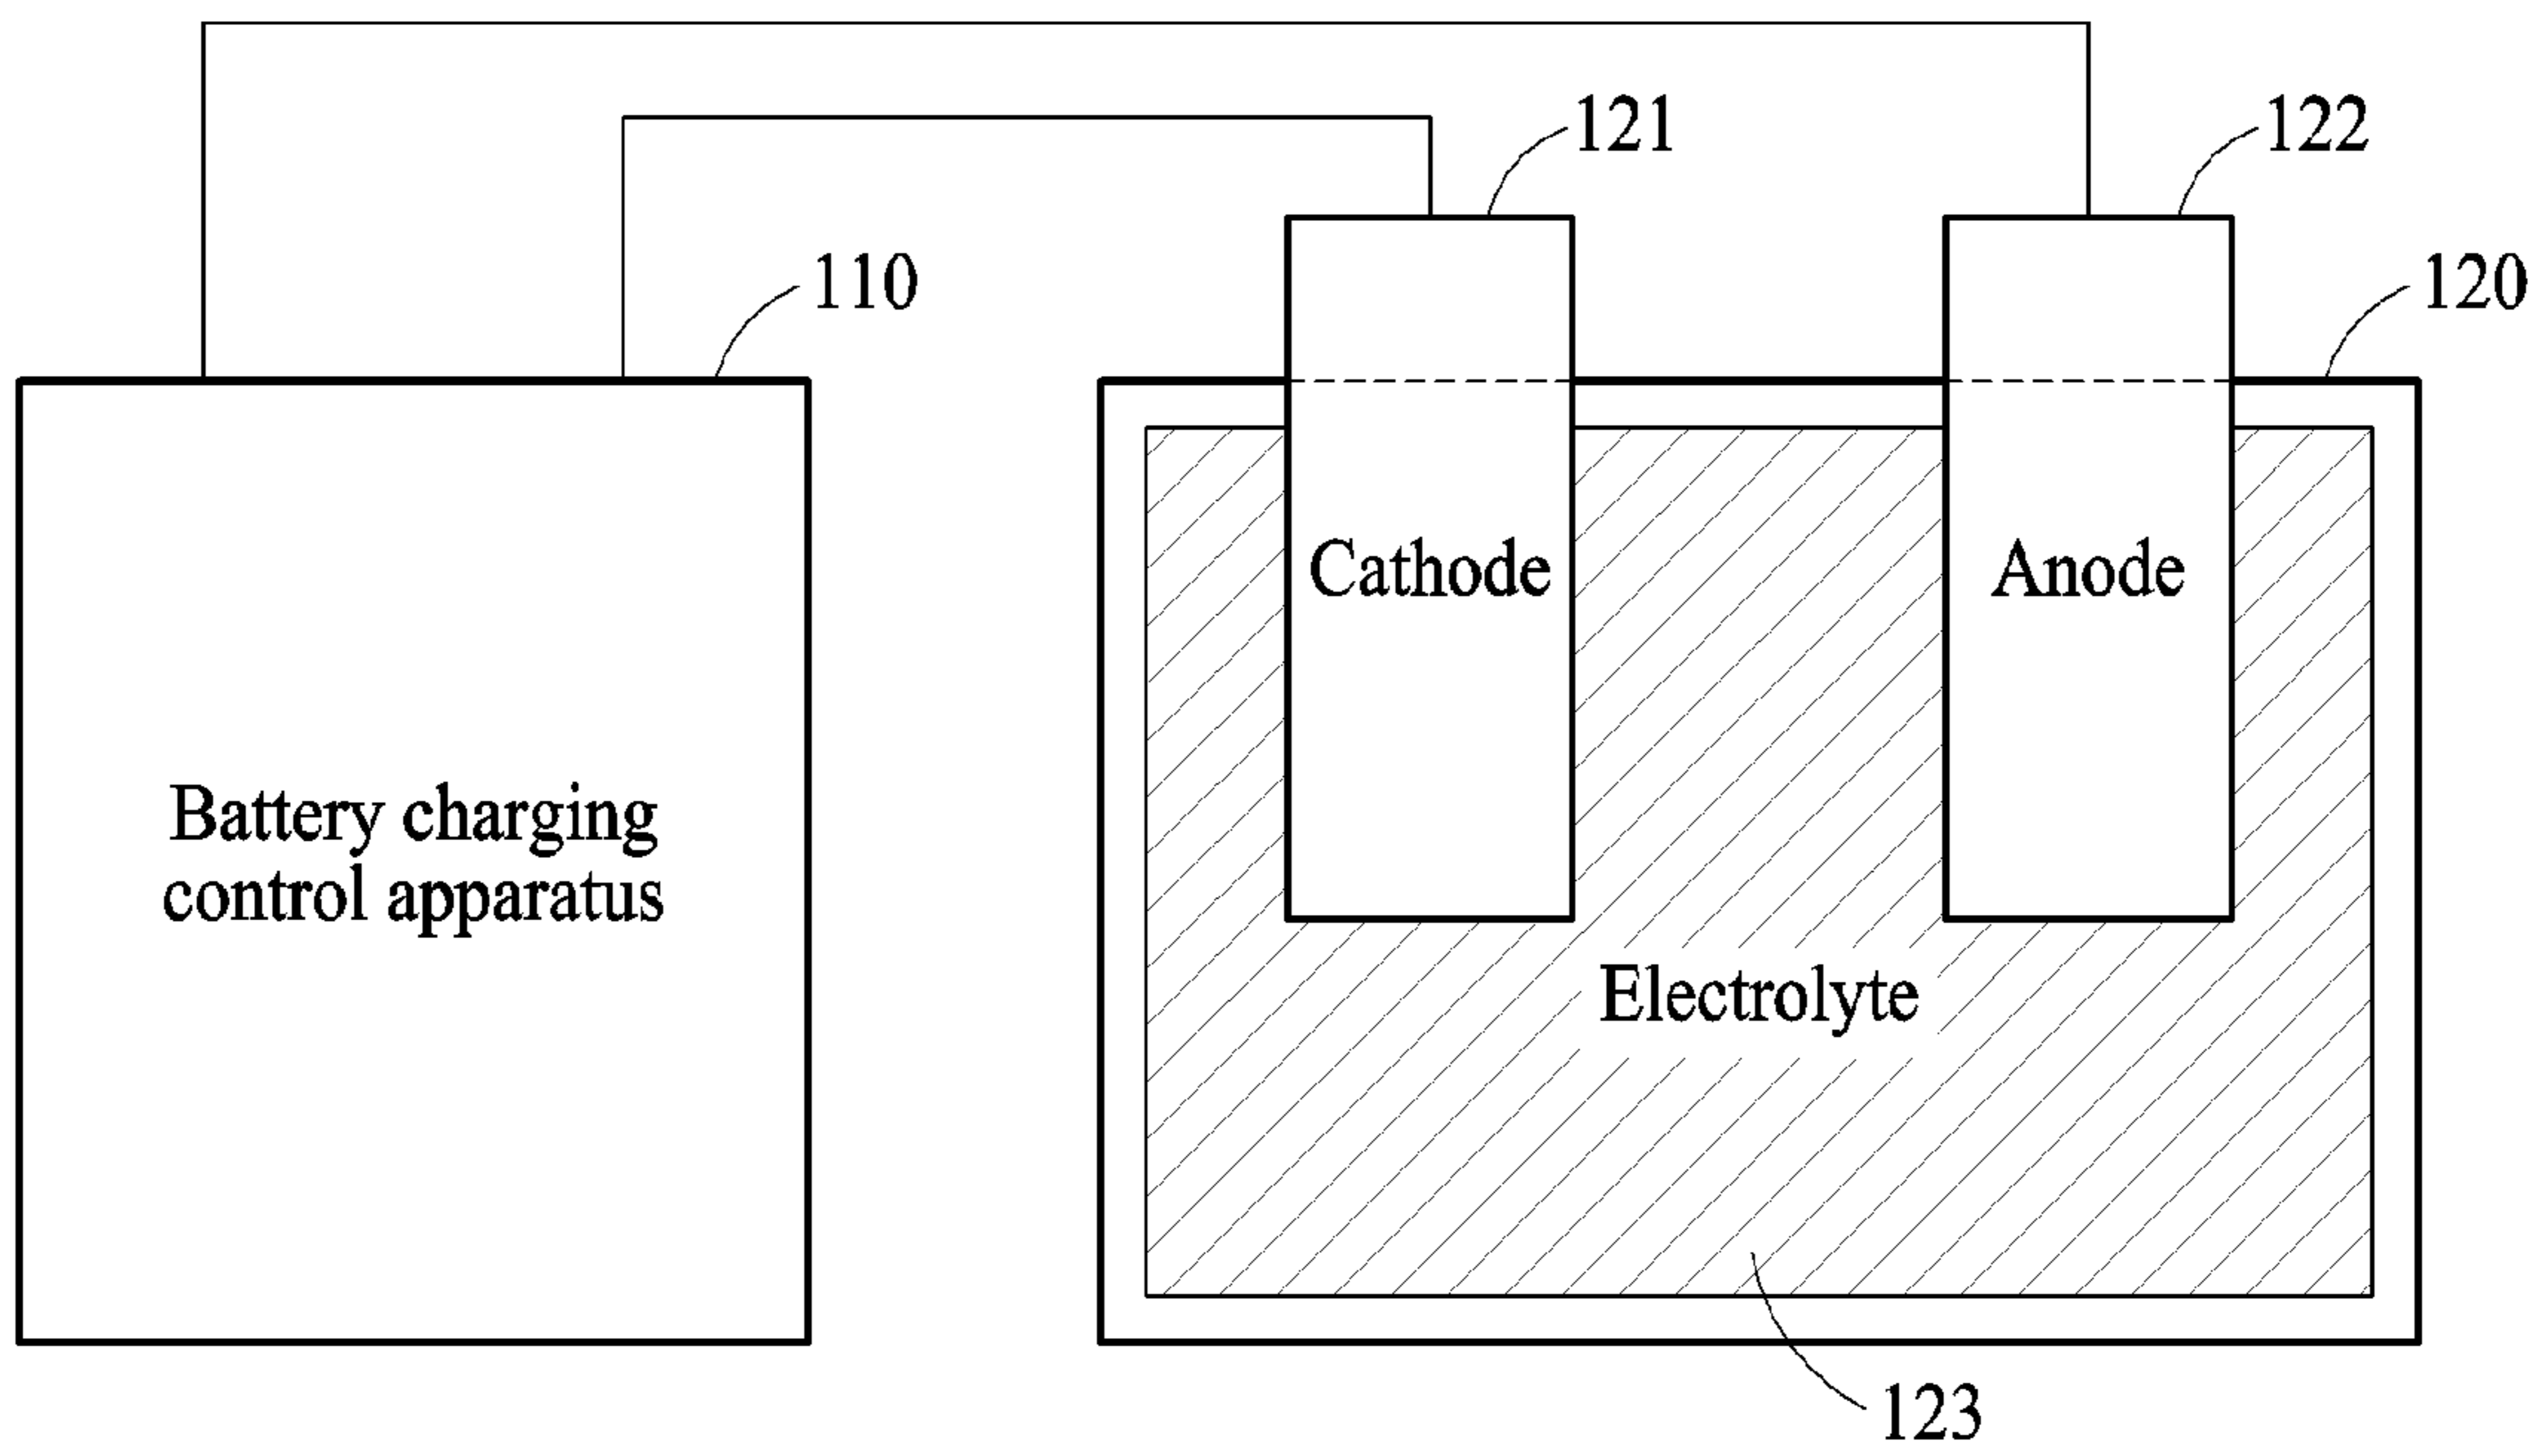 121
122
110
120
Cathode
Anode
Battery charging
control apparatus
Electrolyte
123